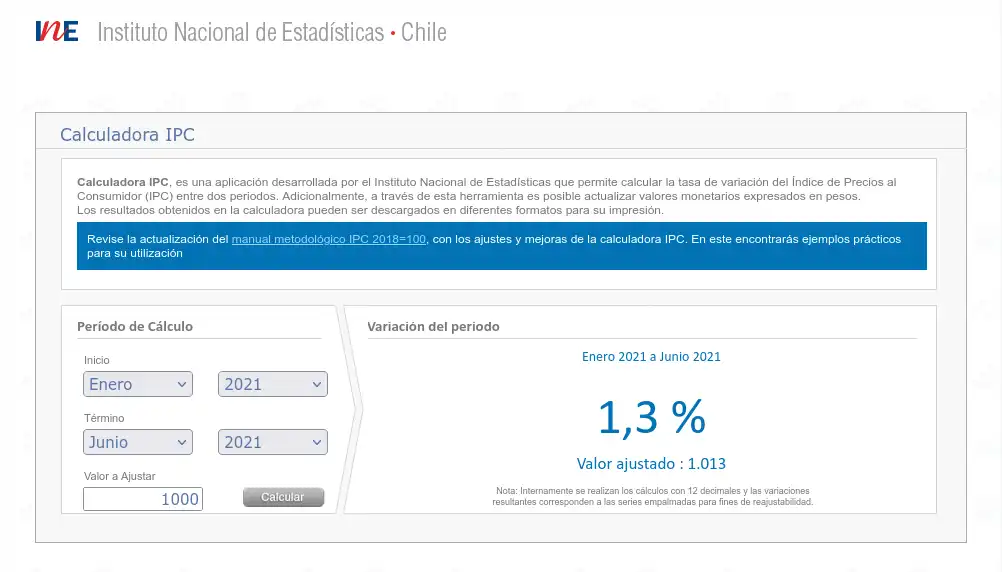 INE Instituto Nacional de Estadísticas • Chile
Calculadora IPC
Calculadora IPC, es una aplicación desarrollada por el Instituto Nacional de Estadísticas que permite calcular la tasa de variación del Índice de Precios al
Consumidor (IPC) entre dos periodos. Adicionalmente, a través de esta herramienta es posible actualizar valores monetarios expresados en pesos.
Los resultados obtenidos en la calculadora pueden ser descargados en diferentes formatos para su impresión.
Revise la actualización del manual metodológico IPC 2018=100, con los ajustes y mejoras de la calculadora IPC. En este encontrarás ejemplos prácticos
para su utilización
Período de Cálculo
Inicio
Enero 2021
Término
Junio 2021
Valor a Ajustar
1000 Calcular
Variación del periodo
Enero 2021 a Junio 2021
1,3 %
Valor ajustado : 1.013
Nota: Internamente se realizan los cálculos con 12 decimales y las variaciones
resultantes corresponden a las series empalmadas para fines de reajustabilidad.